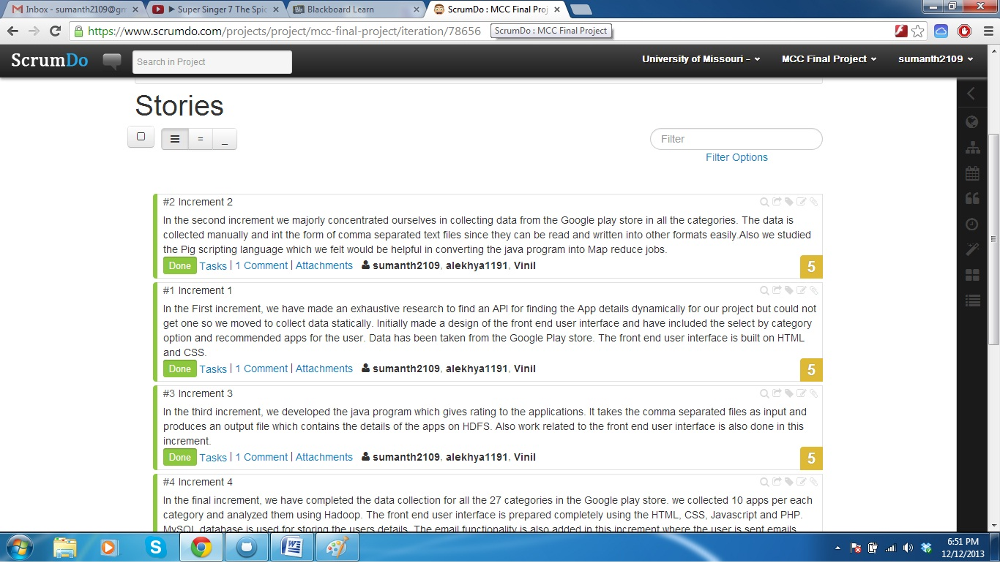 Inbox - sumanth2109@gm
▶ Super Singer 7 The Spic
Blackboard Learn
ScrumDo : MCC Final Proj
https://www.scrumdo.com/projects/project/mcc-final-project/iteration/78656
ScrumDo : MCC Final Project
ScrumDo
Search in Project
University of Missouri -
MCC Final Project
sumanth2109
Stories
Filter
Filter Options
#2 Increment 2
In the second increment we majorly concentrated ourselves in collecting data from the Google play store in all the categories. The data is
collected manually and int the form of comma separated text files since they can be read and written into other formats easily.Also we studied
the Pig scripting language which we felt would be helpful in converting the java program into Map reduce jobs.
Done Tasks | 1 Comment | Attachments sumanth2109, alekhya1191, Vinil
5
#1 Increment 1
In the First increment, we have madean exhaustive research to find an API for finding the App details dynamically for our project but could not
get one so we moved to collect data statically. Initially made a design of the front end user interface and have included the select by category
option and recommended apps for the user. Data has been taken from the Google Play store. The front end user interface is built on HTML
and CSS.
Done Tasks | 1 Comment | Attachments sumanth2109, alekhya1191, Vinil
5
#3 Increment 3
In the third increment, we developed the java program which gives rating to the applications. It takes the comma separated files as input and
produces an output file which contains the details of the apps on HDFS. Also work related to the front end user interface is also done in this
increment.
Done Tasks | 1 Comment | Attachments sumanth2109, alekhya1191, Vinil
5
#4 Increment 4
In the final increment, we have completed the data collection for all the 27 categories in the Google play store. we collected 10 apps per each
category and analyzed them using Hadoop. The front end user interface is prepared completely using the HTML, CSS, Javascript and PHP.
MySQL database is used for storing the users details. The email functionality is also added in this increment where the user is sent emails
6:51 PM
12/12/2013